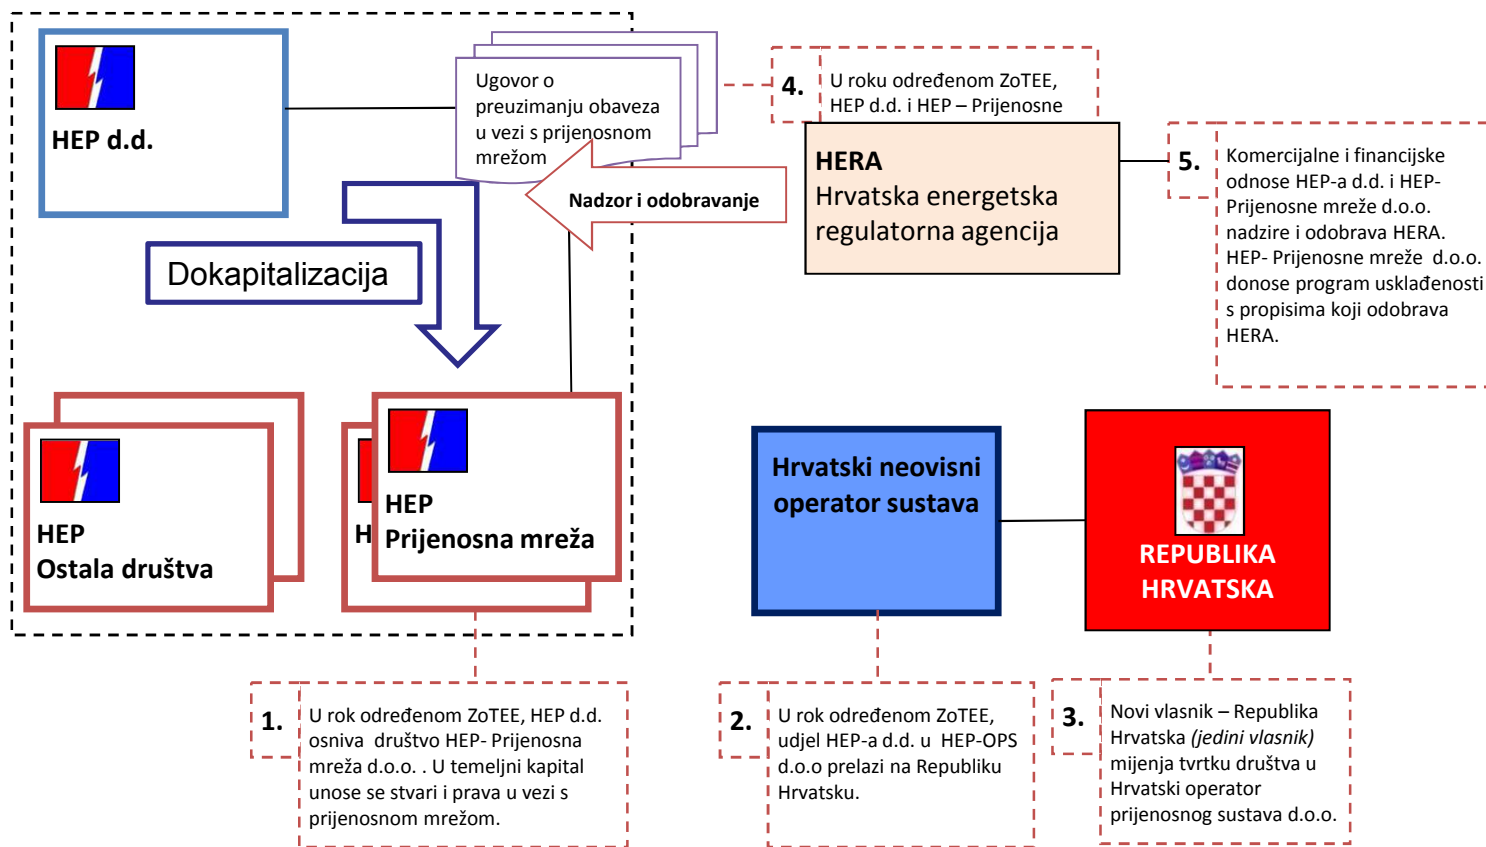 HEP d.d.
Ugovor o
preuzimanju obaveza
u vezi s prijenosnom
mrežom
Nadzor i odobravanje
4.
U roku određenom ZoTEE,
HEP d.d. i HEP – Prijenosne
HERA
Hrvatska energetska
regulatorna agencija
5.
Komercijalne i financijske
odnose HEP-a d.d. i HEP-
Prijenosne mreže d.o.o.
nadzire i odobrava HERA.
HEP- Prijenosne mreže d.o.o.
donose program usklađenosti
s propisima koji odobrava
HERA.
Dokapitalizacija
HEP
Ostala društva
H
HEP
Prijenosna mreža
Hrvatski neovisni
operator sustava
REPUBLIKA
HRVATSKA
1.
U rok određenom ZoTEE, HEP d.d.
osniva društvo HEP- Prijenosna
mreža d.o.o. . U temeljni kapital
unose se stvari i prava u vezi s
prijenosnom mrežom.
2.
U rok određenom ZoTEE,
udjel HEP-a d.d. u HEP-OPS
d.o.o prelazi na Republiku
Hrvatsku.
3.
Novi vlasnik – Republika
Hrvatska (jedini vlasnik)
mijenja tvrtku društva u
Hrvatski operator
prijenosnog sustava d.o.o.